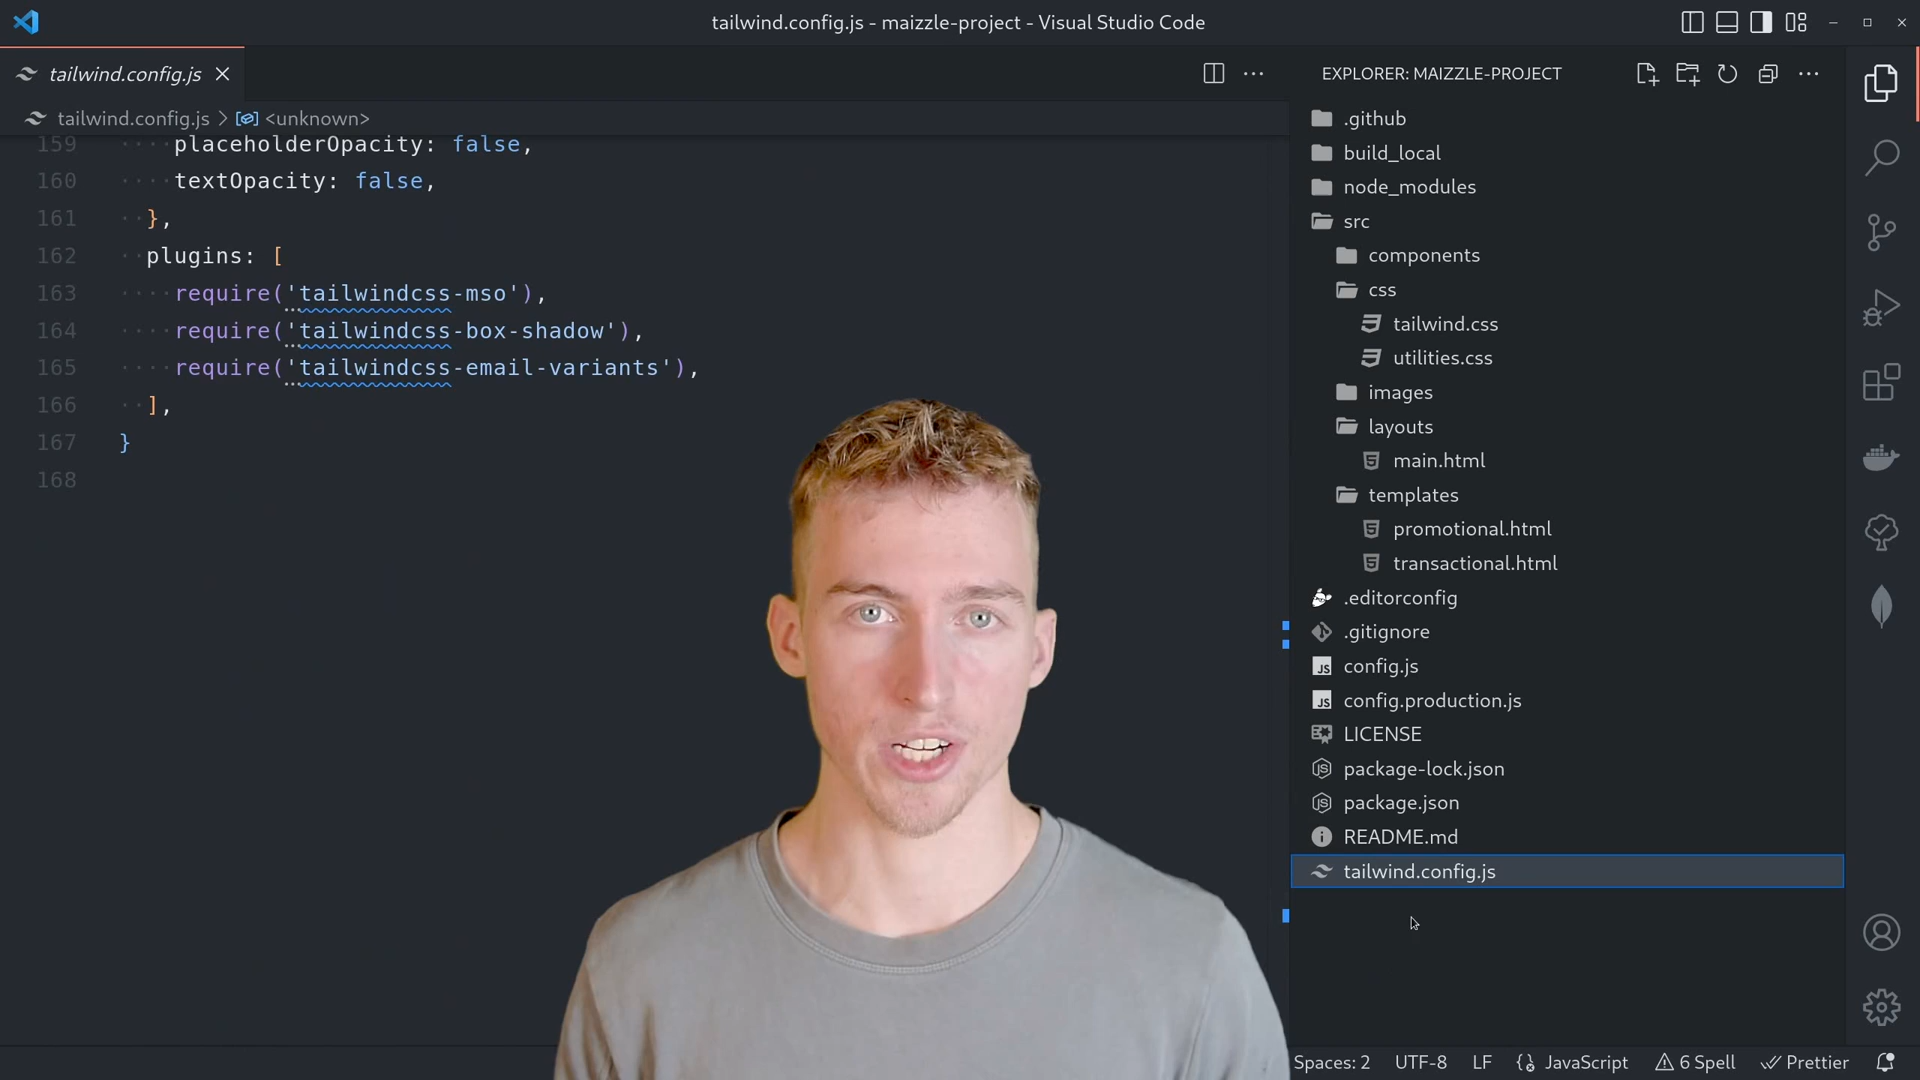 tailwind.config.js - maizzle-project - Visual Studio Code
tailwind.config.js
EXPLORER: MAIZZLE-PROJECT
tailwind.config.js > <unknown>
159 ····placeholderOpacity: false,
160 ····textOpacity: false,
161 ··},
162 ··plugins: [
163 ····require('tailwindcss-mso'),
164 ····require('tailwindcss-box-shadow'),
165 ····require('tailwindcss-email-variants'),
166 ··],
167 }
168
.github
build_local
node_modules
src
components
css
tailwind.css
utilities.css
images
layouts
main.html
templates
promotional.html
transactional.html
.editorconfig
.gitignore
JS config.js
JS config.production.js
LICENSE
package-lock.json
package.json
README.md
tailwind.config.js
Spaces: 2 UTF-8 LF JavaScript 6 Spell Prettier